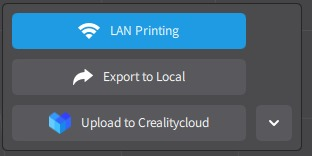 LAN Printing
Export to Local
Upload to Crealitycloud